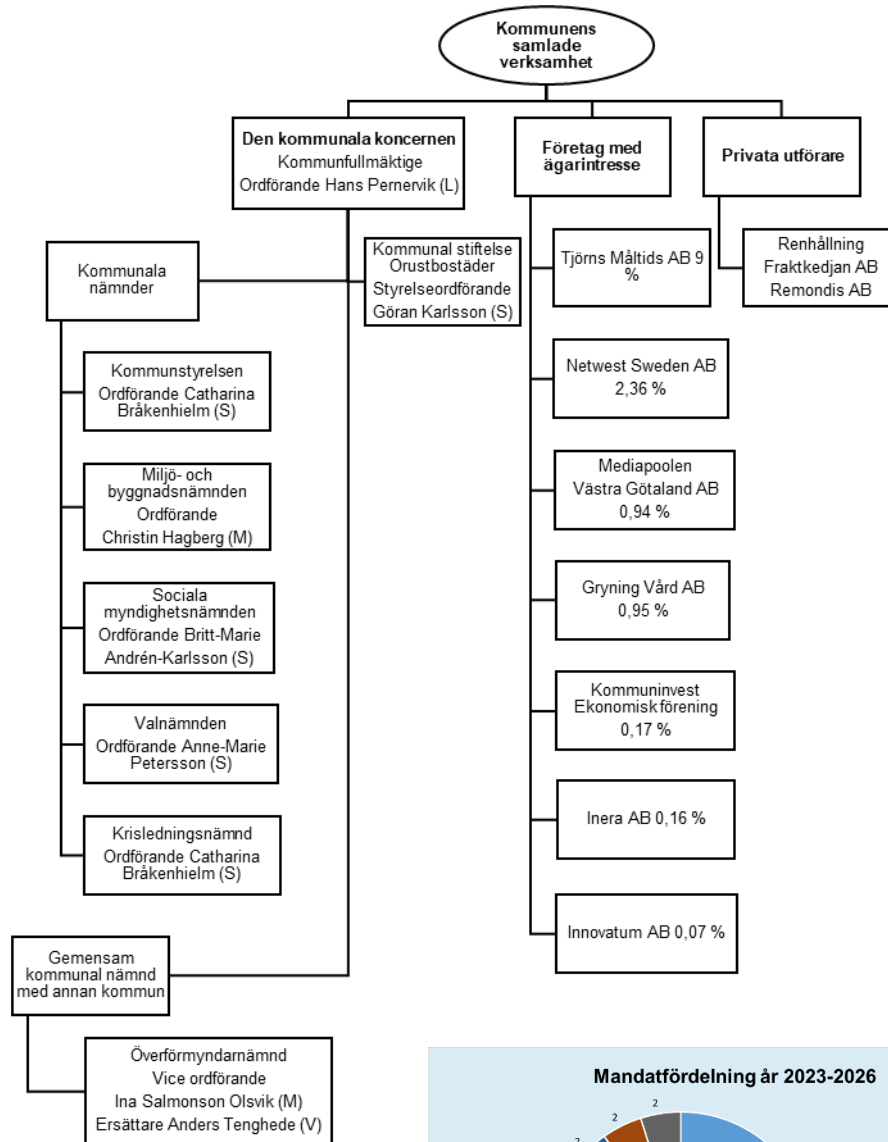 Kommunens
samlade
verksamhet
Den kommunala koncernen
Kommunfullmäktige
Ordförande Hans Pernervik (L)
Företag med
ägarintresse
Privata utförare
Kommunala
nämnder
Kommunal stiftelse
Orustbostäder
Styrelseordförande
Göran Karlsson (S)
Tjörns Måltids AB 9
%
Renhållning
Fraktkedjan AB
Remondis AB
Kommunstyrelsen
Ordförande Catharina
Bråkenhielm (S)
Netwest Sweden AB
2,36 %
Miljö- och
byggnadsnämnden
Ordförande
Christin Hagberg (M)
Mediapoolen
Västra Götaland AB
0,94 %
Sociala
myndighetsnämnden
Ordförande Britt-Marie
Andrén-Karlsson (S)
Gryning Vård AB
0,95 %
Valnämnden
Ordförande Anne-Marie
Petersson (S)
Kommuninvest
Ekonomisk förening
0,17 %
Krisledningsnämnd
Ordförande Catharina
Bråkenhielm (S)
Inera AB 0,16 %
Innovatum AB 0,07 %
Gemensam
kommunal nämnd
med annan kommun
Överförmyndarnämnd
Vice ordförande
Ina Salmonson Olsvik (M)
Ersättare Anders Tenghede (V)
Mandatfördelning år 2023-2026
2
2